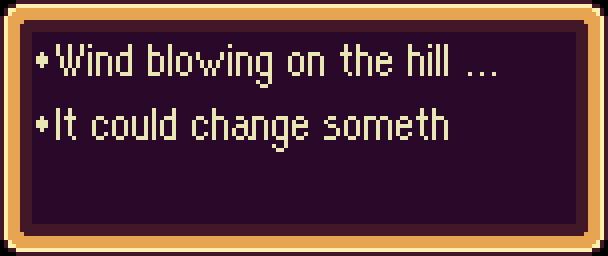 •Wind blowing on the hill ...
•It could change someth